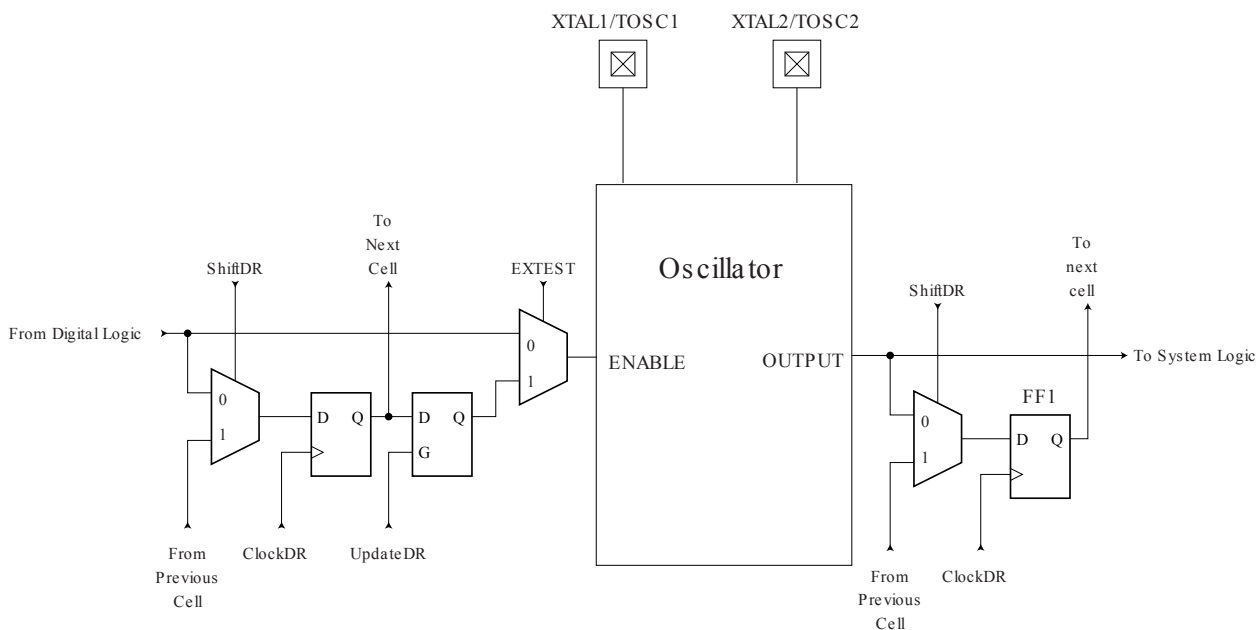 XTAL1/TOSC1
XTAL2/TOSC2
To
Next
Cell
ShiftDR
EXTEST
Oscillator
From Digital Logic
0
1
D Q
D Q
G
0
1
ENABLE
OUTPUT
To
next
cell
ShiftDR
To System Logic
0
1
FF1
D Q
From
Previous
Cell
ClockDR
UpdateDR
From
Previous
Cell
ClockDR